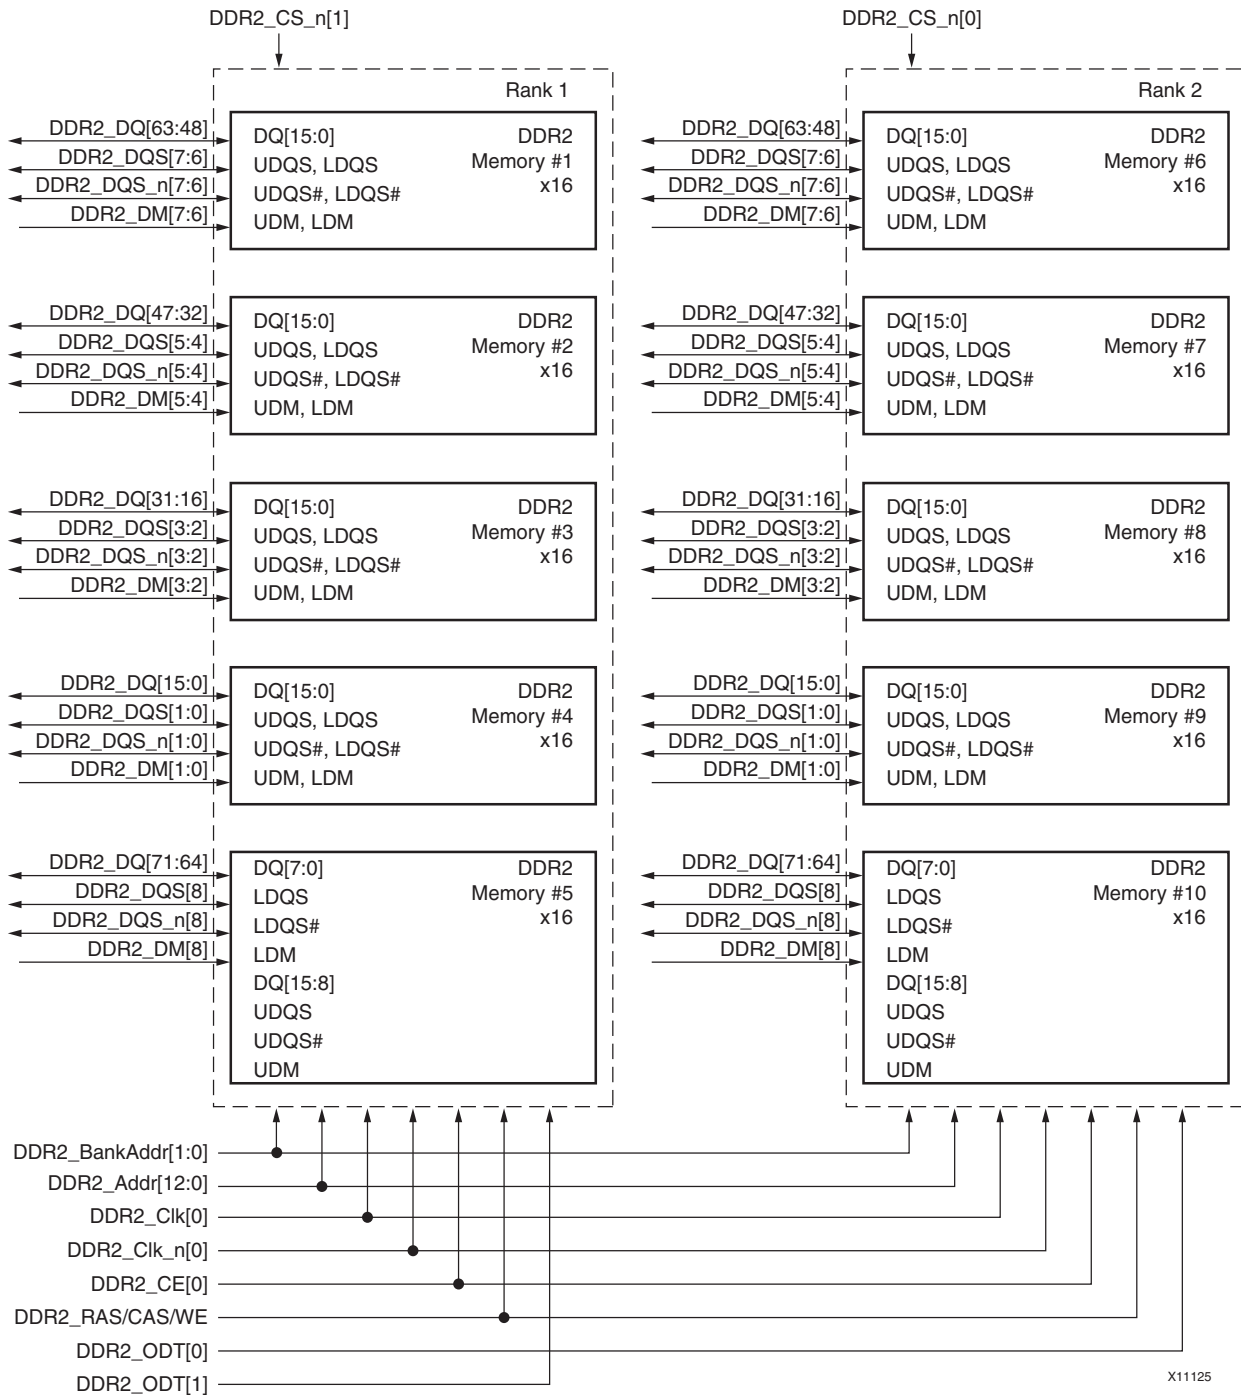 DDR2_CS_n[1]
DDR2_CS_n[0]
Rank 1
DDR2_DQ[63:48]
DDR2_DQS[7:6]
DDR2_DQS_n[7:6]
DDR2_DM[7:6]
DQ[15:0]
UDQS, LDQS
UDQS#, LDQS#
UDM, LDM
DDR2
Memory #1
x16
DDR2_DQ[47:32]
DDR2_DQS[5:4]
DDR2_DQS_n[5:4]
DDR2_DM[5:4]
DQ[15:0]
UDQS, LDQS
UDQS#, LDQS#
UDM, LDM
DDR2
Memory #2
x16
DDR2_DQ[31:16]
DDR2_DQS[3:2]
DDR2_DQS_n[3:2]
DDR2_DM[3:2]
DQ[15:0]
UDQS, LDQS
UDQS#, LDQS#
UDM, LDM
DDR2
Memory #3
x16
DDR2_DQ[15:0]
DDR2_DQS[1:0]
DDR2_DQS_n[1:0]
DDR2_DM[1:0]
DQ[15:0]
UDQS, LDQS
UDQS#, LDQS#
UDM, LDM
DDR2
Memory #4
x16
DDR2_DQ[71:64]
DDR2_DQS[8]
DDR2_DQS_n[8]
DDR2_DM[8]
DQ[7:0]
LDQS
LDQS#
LDM
DQ[15:8]
UDQS
UDQS#
UDM
DDR2
Memory #5
x16
Rank 2
DDR2_DQ[63:48]
DDR2_DQS[7:6]
DDR2_DQS_n[7:6]
DDR2_DM[7:6]
DQ[15:0]
UDQS, LDQS
UDQS#, LDQS#
UDM, LDM
DDR2
Memory #6
x16
DDR2_DQ[47:32]
DDR2_DQS[5:4]
DDR2_DQS_n[5:4]
DDR2_DM[5:4]
DQ[15:0]
UDQS, LDQS
UDQS#, LDQS#
UDM, LDM
DDR2
Memory #7
x16
DDR2_DQ[31:16]
DDR2_DQS[3:2]
DDR2_DQS_n[3:2]
DDR2_DM[3:2]
DQ[15:0]
UDQS, LDQS
UDQS#, LDQS#
UDM, LDM
DDR2
Memory #8
x16
DDR2_DQ[15:0]
DDR2_DQS[1:0]
DDR2_DQS_n[1:0]
DDR2_DM[1:0]
DQ[15:0]
UDQS, LDQS
UDQS#, LDQS#
UDM, LDM
DDR2
Memory #9
x16
DDR2_DQ[71:64]
DDR2_DQS[8]
DDR2_DQS_n[8]
DDR2_DM[8]
DQ[7:0]
LDQS
LDQS#
LDM
DQ[15:8]
UDQS
UDQS#
UDM
DDR2
Memory #10
x16
DDR2_BankAddr[1:0]
DDR2_Addr[12:0]
DDR2_Clk[0]
DDR2_Clk_n[0]
DDR2_CE[0]
DDR2_RAS/CAS/WE
DDR2_ODT[0]
DDR2_ODT[1]
X11125